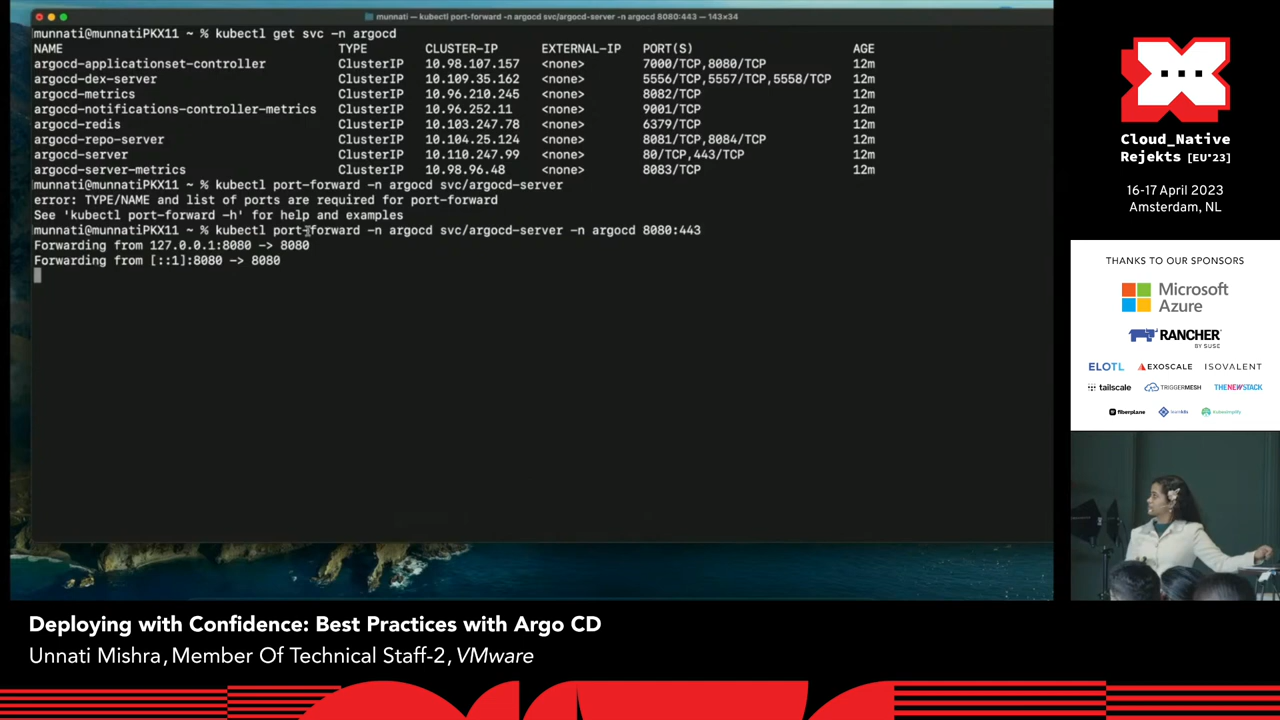 munnati — kubectl port-forward -n argocd svc/argocd-server -n argocd 8080:443 — 143×34
munnati@munnatiPKX11 ~ % kubectl get svc -n argocd
NAME TYPE CLUSTER-IP EXTERNAL-IP PORT(S) AGE
argocd-applicationset-controller ClusterIP 10.98.107.157 <none> 7000/TCP,8080/TCP 12m
argocd-dex-server ClusterIP 10.109.35.162 <none> 5556/TCP,5557/TCP,5558/TCP 12m
argocd-metrics ClusterIP 10.96.210.245 <none> 8082/TCP 12m
argocd-notifications-controller-metrics ClusterIP 10.96.252.11 <none> 9001/TCP 12m
argocd-redis ClusterIP 10.103.247.78 <none> 6379/TCP 12m
argocd-repo-server ClusterIP 10.104.25.124 <none> 8081/TCP,8084/TCP 12m
argocd-server ClusterIP 10.110.247.99 <none> 80/TCP,443/TCP 12m
argocd-server-metrics ClusterIP 10.98.96.48 <none> 8083/TCP 12m
munnati@munnatiPKX11 ~ % kubectl port-forward -n argocd svc/argocd-server
error: TYPE/NAME and list of ports are required for port-forward
See 'kubectl port-forward -h' for help and examples
munnati@munnatiPKX11 ~ % kubectl port-forward -n argocd svc/argocd-server -n argocd 8080:443
Forwarding from 127.0.0.1:8080 -> 8080
Forwarding from [::1]:8080 -> 8080
Cloud_Native
Rejekts [EU'23]
16-17 April 2023
Amsterdam, NL
THANKS TO OUR SPONSORS
Microsoft
Azure
RANCHER
BY SUSE
ELOTL EXOSCALE ISOVALENT
tailscale TRIGGERMESH THENEWSTACK
fiberplane
Deploying with Confidence: Best Practices with Argo CD
Unnati Mishra, Member Of Technical Staff-2, VMware